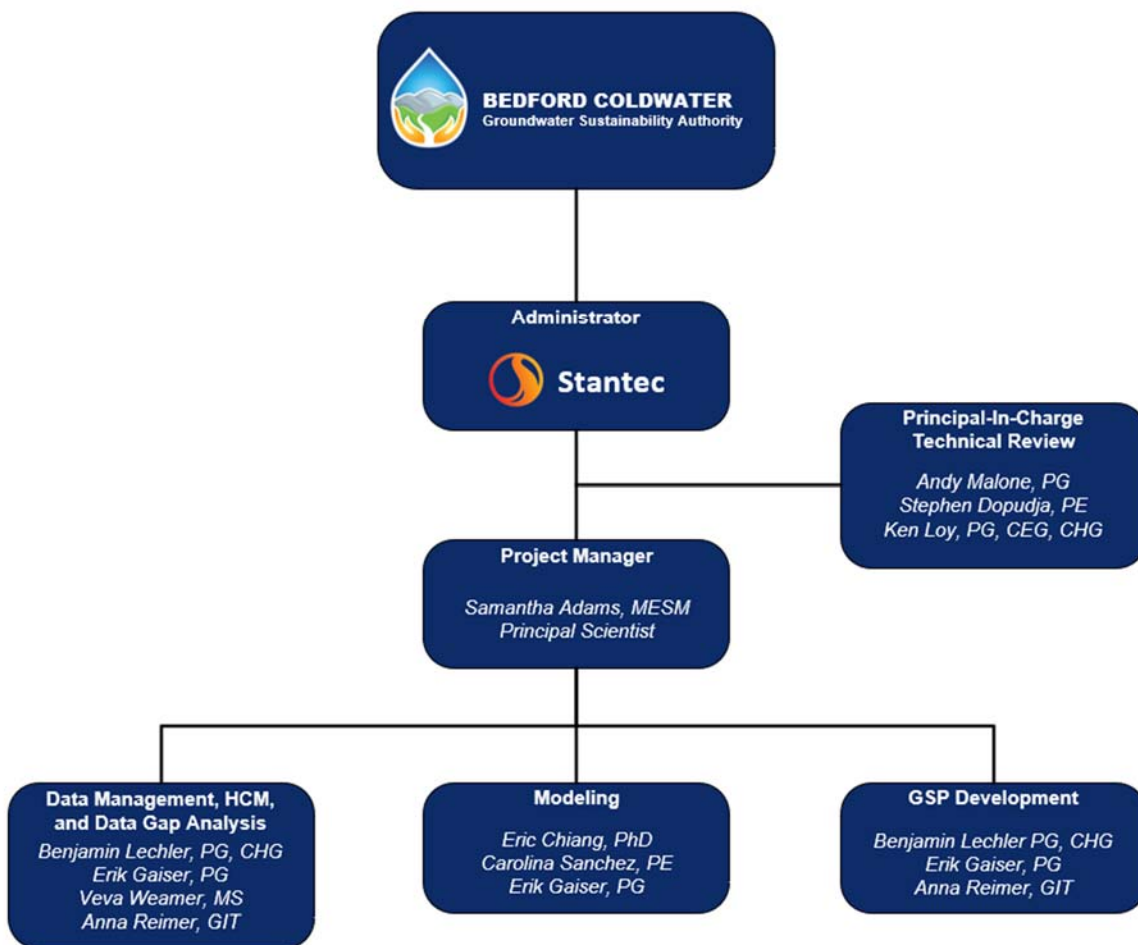 BEDFORD COLDWATER
Groundwater Sustainability Authority
Administrator
Stantec
Principal-In-Charge
Technical Review
Andy Malone, PG
Stephen Dopudja, PE
Ken Loy, PG, CEG, CHG
Project Manager
Samantha Adams, MESM
Principal Scientist
Data Management, HCM,
and Data Gap Analysis
Benjamin Lechler, PG, CHG
Erik Gaiser, PG
Veva Weamer, MS
Anna Reimer, GIT
Modeling
Eric Chiang, PhD
Carolina Sanchez, PE
Erik Gaiser, PG
GSP Development
Benjamin Lechler PG, CHG
Erik Gaiser, PG
Anna Reimer, GIT